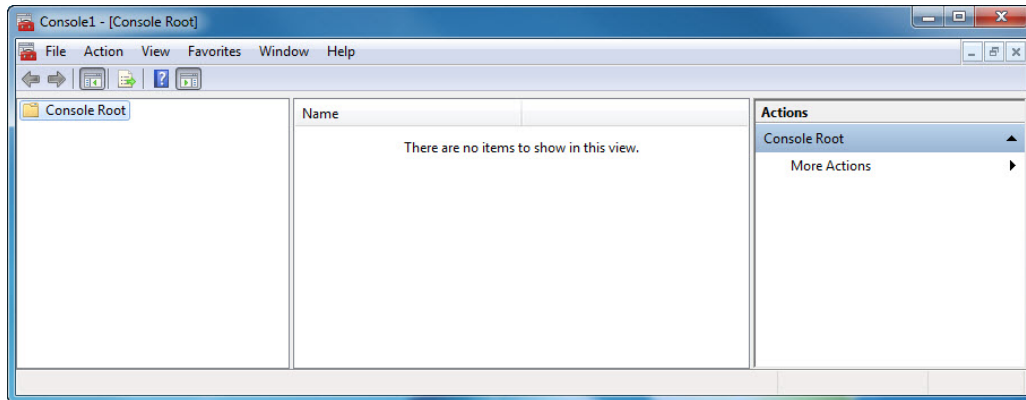 Console1 - [Console Root]
File Action View Favorites Window Help
?
Console Root
Name
There are no items to show in this view.
Actions
Console Root
More Actions